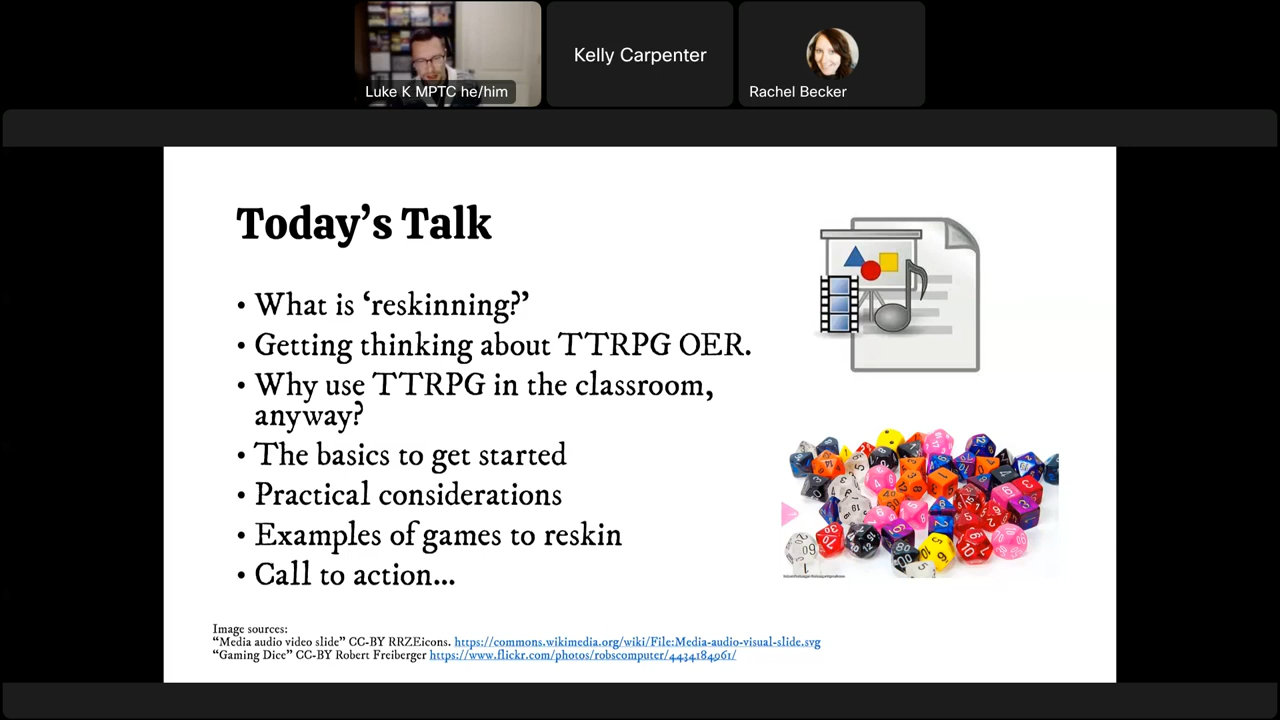 Luke K MPTC he/him
Kelly Carpenter
Rachel Becker
Today’s Talk
• What is ‘reskinning?’
• Getting thinking about TTRPG OER.
• Why use TTRPG in the classroom,
anyway?
• The basics to get started
• Practical considerations
• Examples of games to reskin
• Call to action...
Image sources:
“Media audio video slide” CC-BY RRZEicons. https://commons.wikimedia.org/wiki/File:Media-audio-visual-slide.svg
“Gaming Dice” CC-BY Robert Freiberger https://www.flickr.com/photos/robscomputer/4434184961/